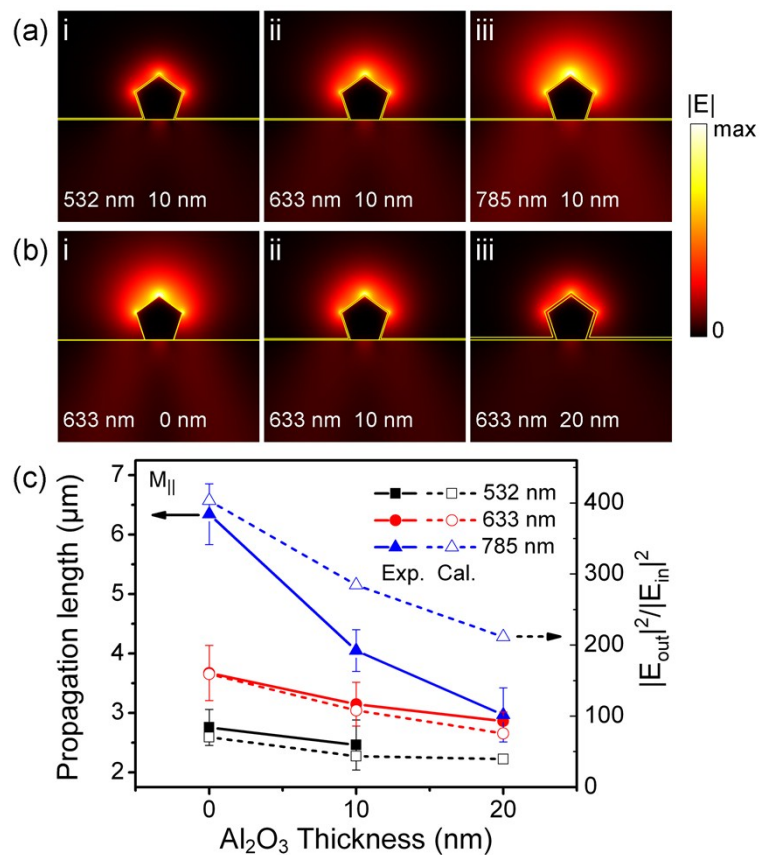 (a)
i
ii
iii
532 nm 10 nm
633 nm 10 nm
785 nm 10 nm
|E|
max
0
(b)
i
ii
iii
633 nm 0 nm
633 nm 10 nm
633 nm 20 nm
(c)
M||
532 nm
633 nm
785 nm
Exp. Cal.
Propagation length (μm)
7
6
5
4
3
2
|E_out|²/|E_in|²
400
300
200
100
0
0 10 20
Al₂O₃ Thickness (nm)